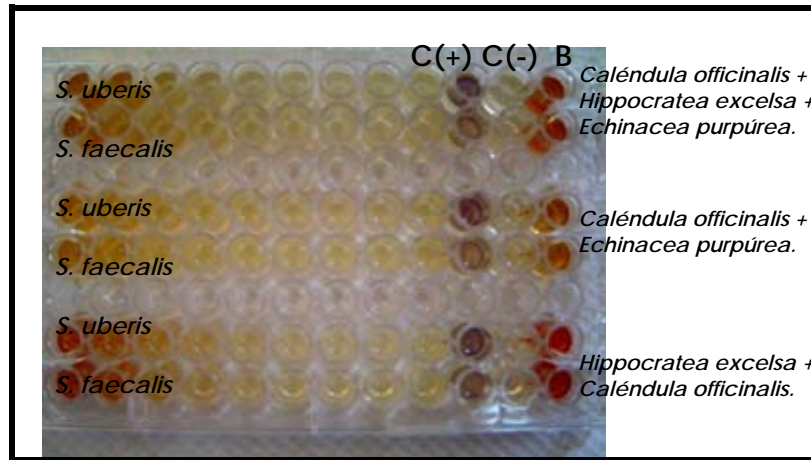 C(+) C(-) B
S. uberis
Caléndula officinalis +
Hippocratea excelsa +
Echinacea purpúrea.
S. faecalis
S. uberis
Caléndula officinalis +
Echinacea purpúrea.
S. faecalis
S. uberis
S. faecalis
Hippocratea excelsa +
Caléndula officinalis.